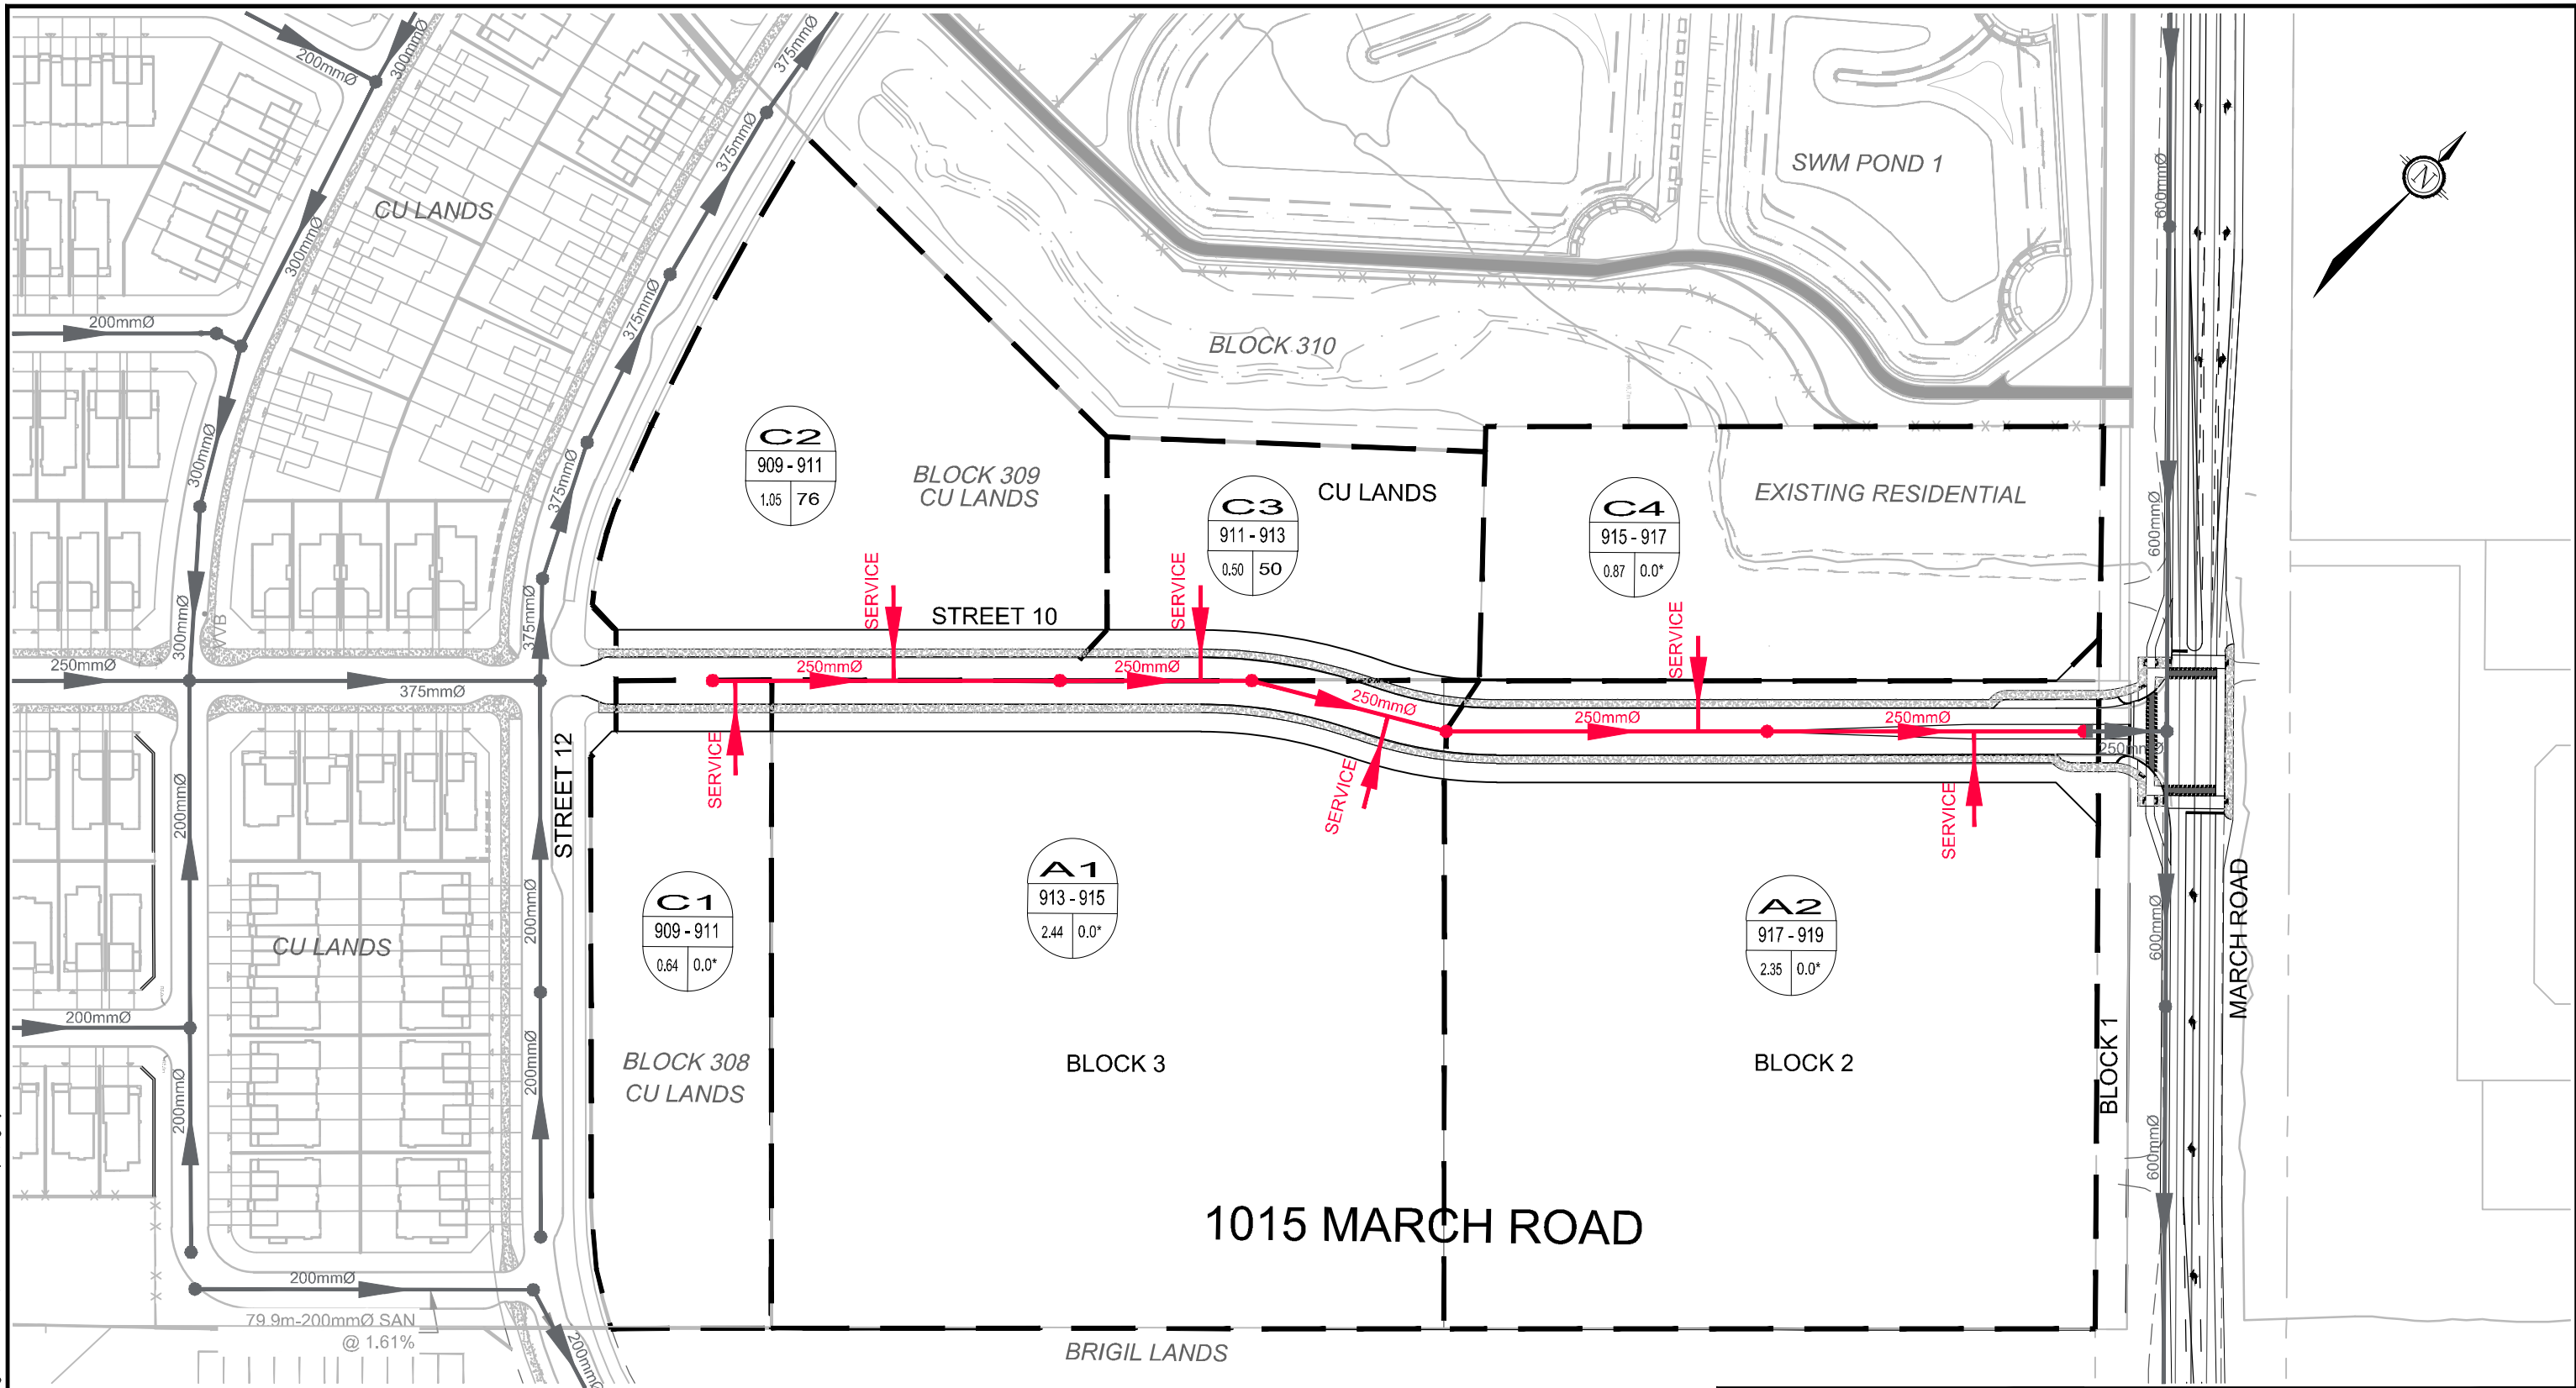 200mmØ
300mmØ
375mmØ
375mmØ
CU LANDS
300mmØ
375mmØ
200mmØ
300mmØ
375mmØ
375mmØ
300mmØ
VVB
250mmØ
375mmØ
SWM POND 1
BLOCK 310
600mmØ
N
C2
909 - 911
1.05 76
BLOCK 309
CU LANDS
C3
911 - 913
0.50 50
CU LANDS
C4
915 - 917
0.87 0.0*
EXISTING RESIDENTIAL
600mmØ
SERVICE
STREET 10
SERVICE
SERVICE
250mmØ
250mmØ
250mmØ
250mmØ
250mmØ
250mmØ
SERVICE
SERVICE
SERVICE
STREET 12
200mmØ
CU LANDS
200mmØ
200mmØ
200mmØ
200mmØ
C1
909 - 911
0.64 0.0*
BLOCK 308
CU LANDS
A1
913 - 915
2.44 0.0*
BLOCK 3
A2
917 - 919
2.35 0.0*
BLOCK 2
BLOCK 1
MARCH ROAD
600mmØ
600mmØ
1015 MARCH ROAD
200mmØ
79.9m-200mmØ SAN
@ 1.61%
200mmØ
BRIGIL LANDS